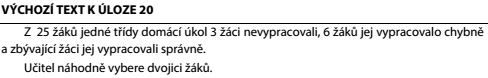 VÝCHOZÍ TEXT K ÚLOZE 20
Z 25 žáků jedné třídy domácí úkol 3 žáci nevypracovali, 6 žáků jej vypracovalo chybně
a zbývající žáci jej vypracovali správně.
Učitel náhodně vybere dvojici žáků.